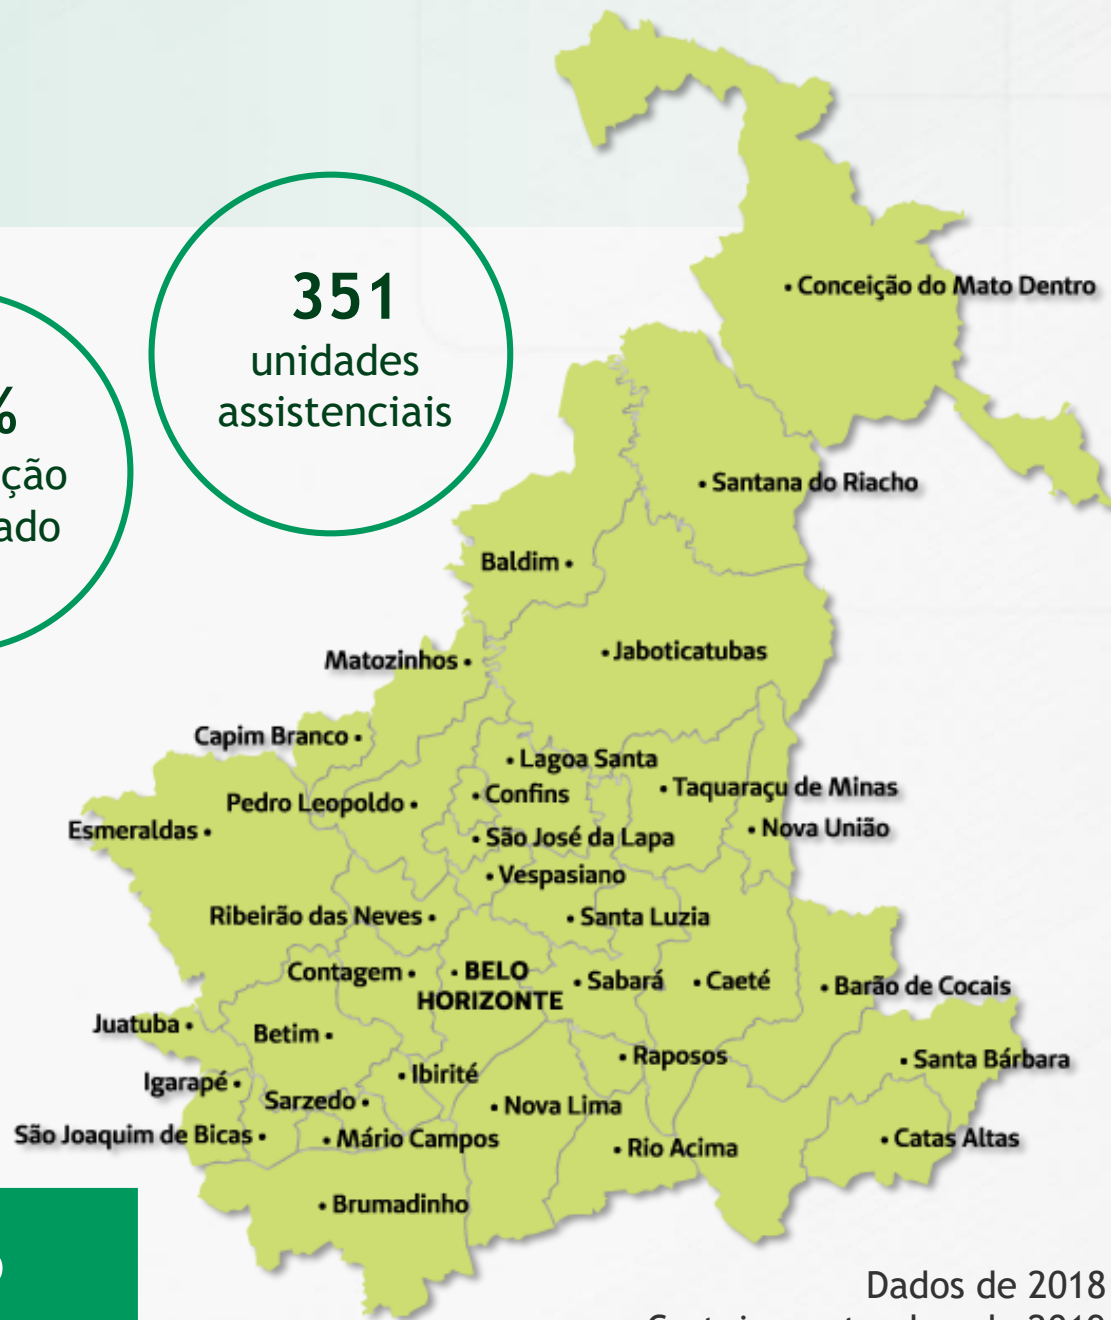 351
unidades
assistenciais
%
• Conceição do Mato Dentro
• Santana do Riacho
Baldim •
• Jaboticatubas
Matozinhos •
Capim Branco •
• Lagoa Santa
• Taquaraçu de Minas
• Confins
Pedro Leopoldo •
Esmeraldas •
• Nova União
• São José da Lapa
• Vespasiano
Ribeirão das Neves •
• Santa Luzia
Contagem •
• BELO
HORIZONTE
• Sabará
• Caeté
• Barão de Cocais
Juatuba •
Betim •
• Raposos
• Santa Bárbara
• Ibirité
Igarapé •
Sarzedo •
• Nova Lima
São Joaquim de Bicas •
• Mário Campos
• Rio Acima
• Catas Altas
• Brumadinho
Dados de 2018